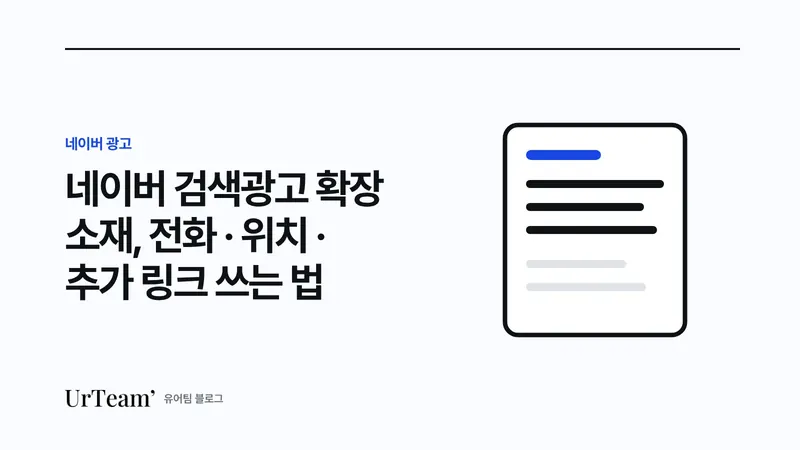 네이버 광고
네이버 검색광고 확장
소재, 전화 · 위치 ·
추가 링크 쓰는 법
UrTeam’ 유어팀 블로그